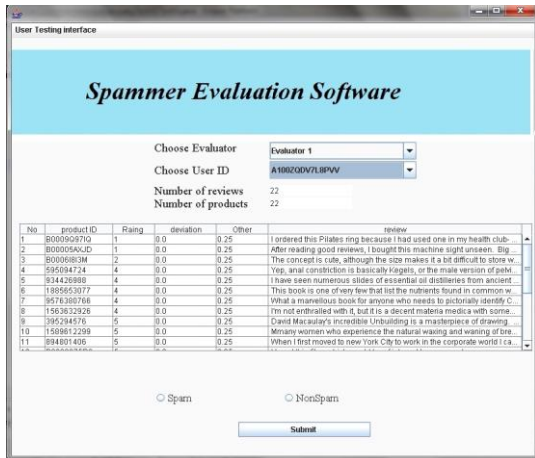 User Testing interface
Spammer Evaluation Software
Choose Evaluator Evaluator 1
Choose User ID A100ZQDV7L8PVV
Number of reviews 22
Number of products 22
No product ID Raing deviation Other review
1 B0009Q97IQ 1 0.0 0.25 I ordered this Pilates ring because I had used one in my health club- ...
2 B00005AXJD 1 0.0 0.25 After reading good reviews, I bought this machine sight unseen. Big ...
3 B0006I8I3M 2 0.0 0.25 The concept is cute, although the size makes it a bit difficult to store w...
4 595094724 4 0.0 0.25 Yep, anal constriction is basically Kegels, or the male version of pelvi...
5 934426988 4 0.0 0.25 I have seen numerous slides of essential oil distilleries from ancient ...
6 1885653077 4 0.0 0.25 This book is one of very few that list the nutrients found in common w...
7 9576380766 4 0.0 0.25 What a marvellous book for anyone who needs to pictorially identify C...
8 1563632926 4 0.0 0.25 I'm not enthralled with it, but it is a decent materia medica with some...
9 395294576 5 0.0 0.25 David Macaulay's incredible Unbuilding is a masterpiece of drawing. ...
10 1589612299 5 0.0 0.25 Mmany women who experience the natural waxing and waning of bre...
11 894801406 5 0.0 0.25 When I first moved to new York City to work in the corporate world I ca...
Spam NonSpam
Submit